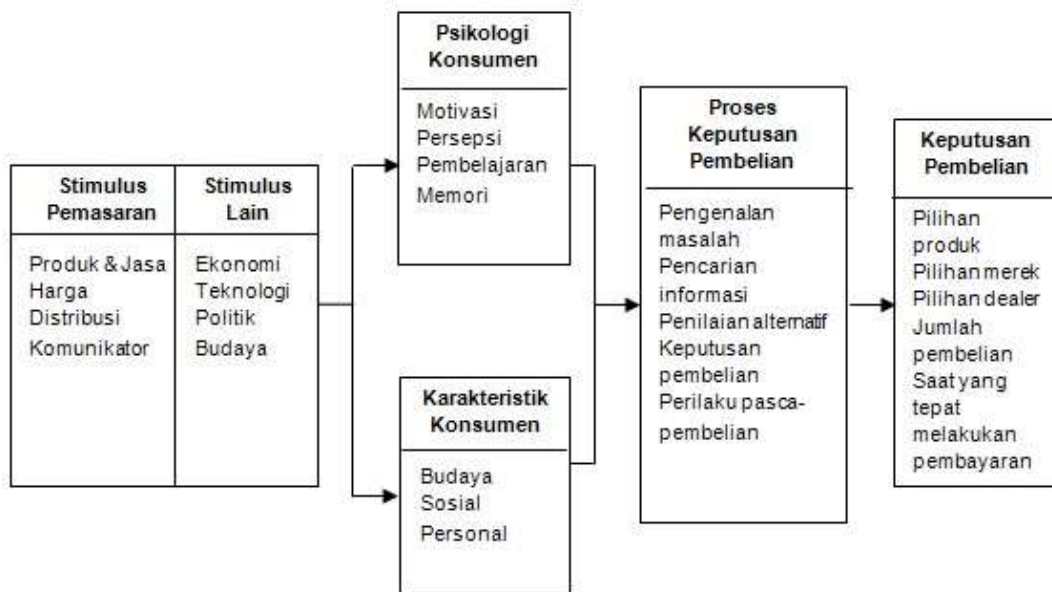 Stimulus
Pemasaran
Produk & Jasa
Harga
Distribusi
Komunikator
Stimulus
Lain
Ekonomi
Teknologi
Politik
Budaya
Psikologi
Konsumen
Motivasi
Persepsi
Pembelajaran
Memori
Karakteristik
Konsumen
Budaya
Sosial
Personal
Proses
Keputusan
Pembelian
Pengenalan
masalah
Pencarian
informasi
Penilaian alternatif
Keputusan
pembelian
Perilaku pasca-
pembelian
Keputusan
Pembelian
Pilihan
produk
Pilihan merek
Pilihan dealer
Jumlah
pembelian
Saat yang
tepat
melakukan
pembayaran